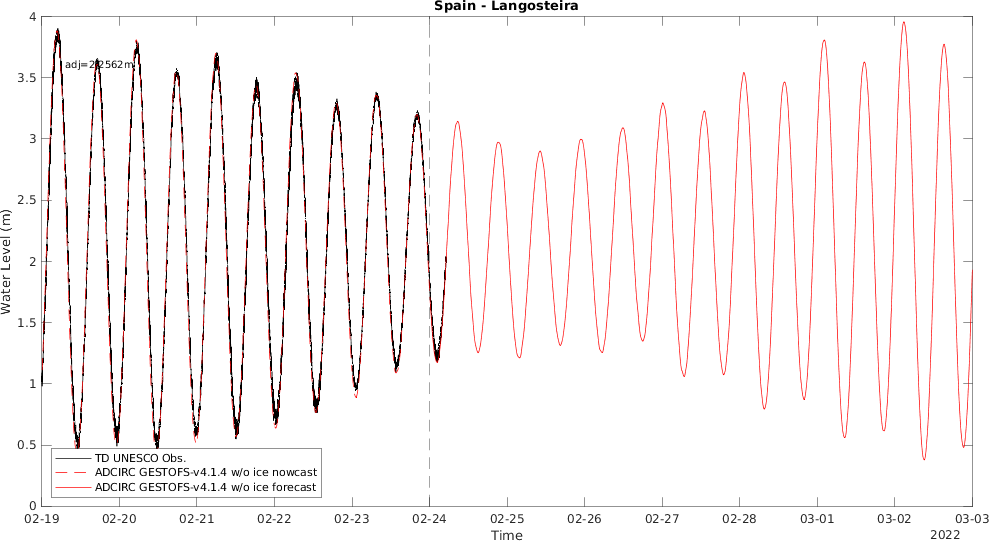 Spain - Langosteira
4
3.5
3
2.5
2
1.5
1
0.5
0
Water Level (m)
adj=2.2562m
TD UNESCO Obs.
ADCIRC GESTOFS-v4.1.4 w/o ice nowcast
ADCIRC GESTOFS-v4.1.4 w/o ice forecast
02-19 02-20 02-21 02-22 02-23 02-24 02-25 02-26 02-27 02-28 03-01 03-02 03-03
Time
2022